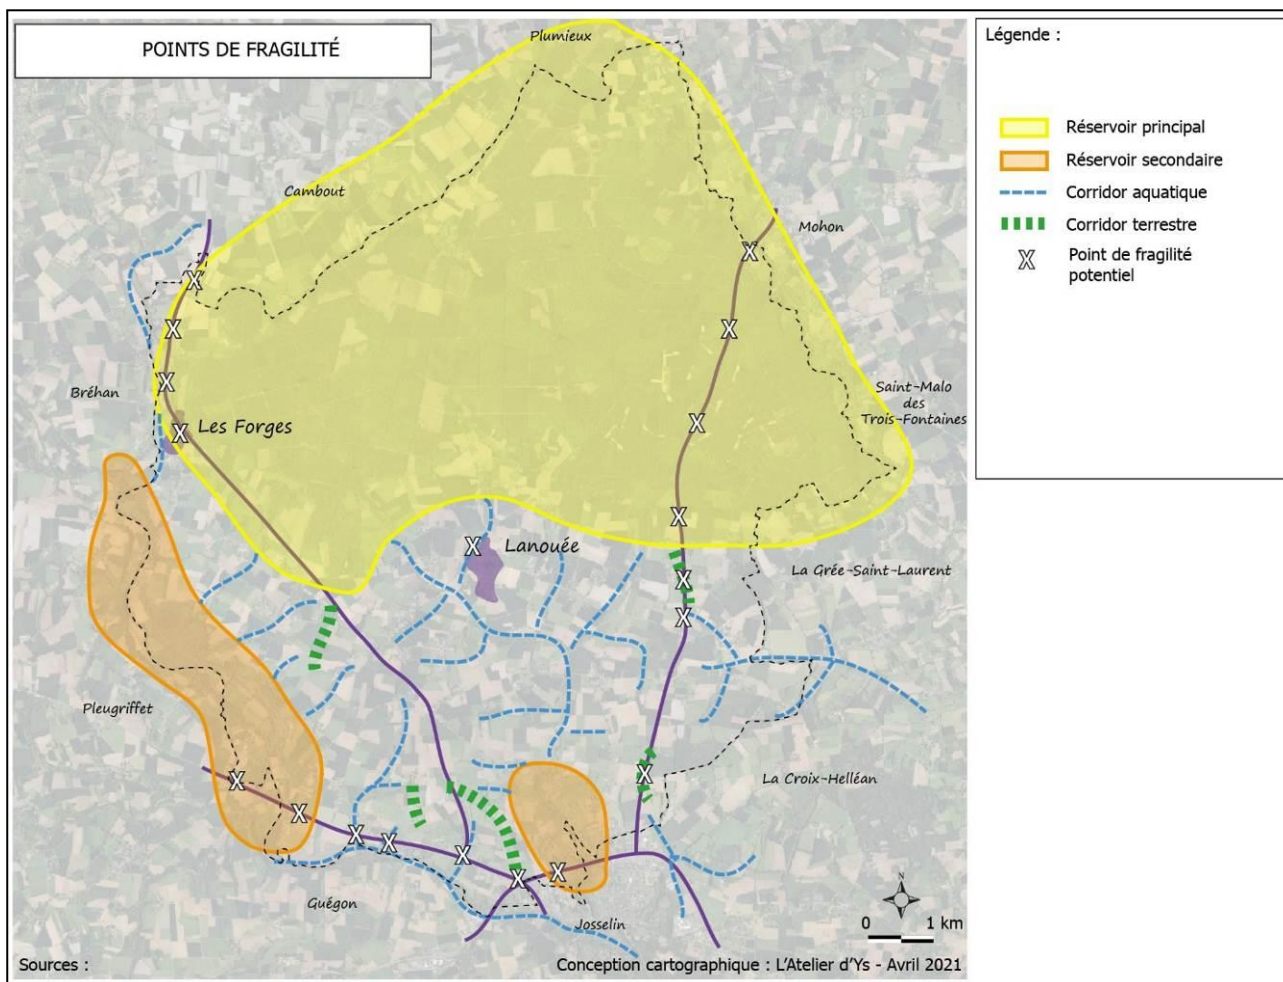 POINTS DE FRAGILITÉ
Plumieux
Cambout
Mohon
Bréhan
Les Forges
Saint-Malo
des
Trois-Fontaines
Lanouée
La Grée-Saint-Laurent
Pleugriffet
La Croix-Helléan
Guégon
Josselin
N
0 1 km
Sources :
Conception cartographique : L'Atelier d'Ys - Avril 2021
Légende :
Réservoir principal
Réservoir secondaire
Corridor aquatique
Corridor terrestre
X Point de fragilité
potentiel